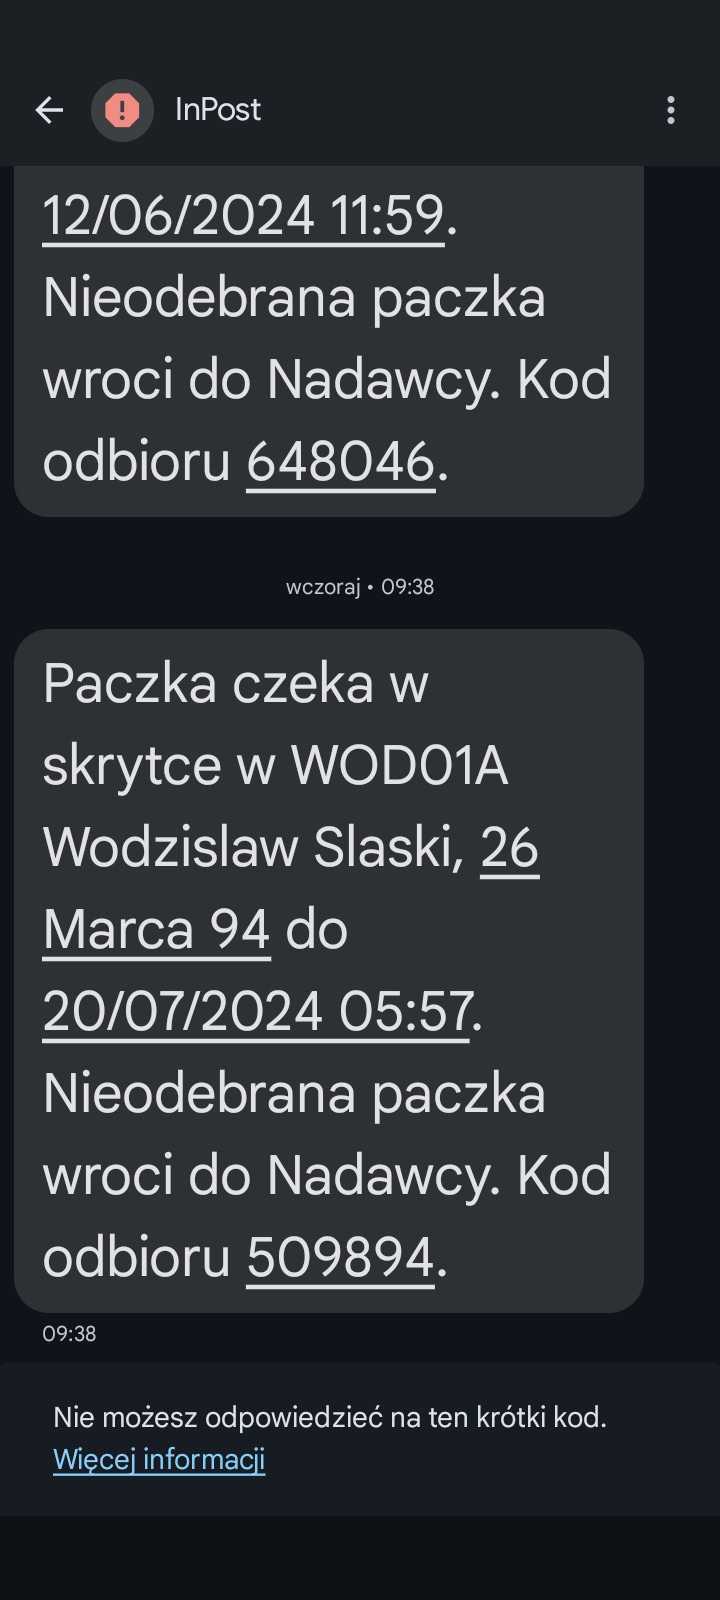 InPost
12/06/2024 11:59.
Nieodebrana paczka
wroci do Nadawcy. Kod
odbioru 648046.
wczoraj • 09:38
Paczka czeka w
skrytce w WOD01A
Wodzislaw Slaski, 26
Marca 94 do
20/07/2024 05:57.
Nieodebrana paczka
wroci do Nadawcy. Kod
odbioru 509894.
09:38
Nie możesz odpowiedzieć na ten krótki kod.
Więcej informacji